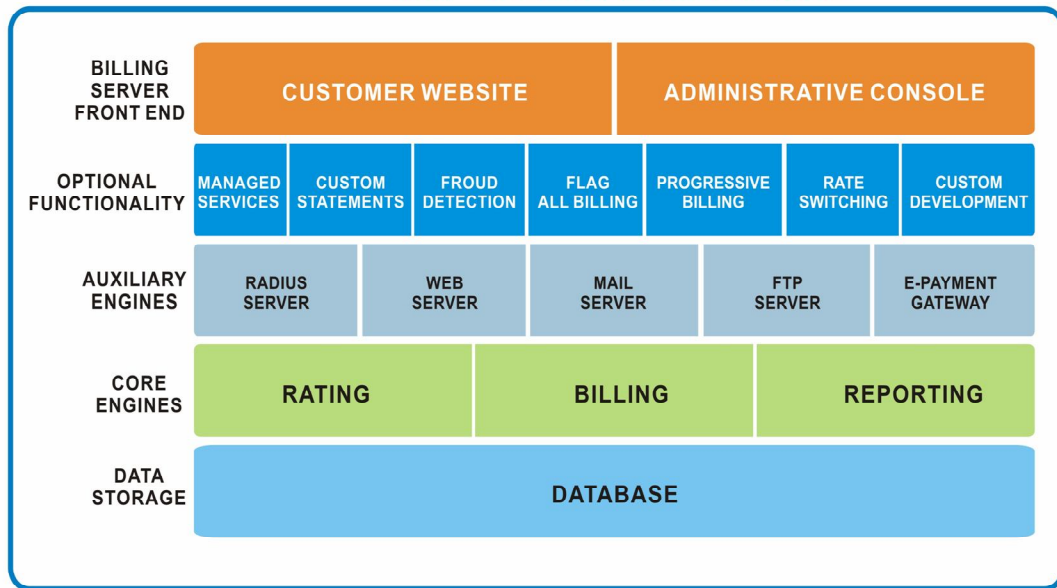 BILLING
SERVER
FRONT END
CUSTOMER WEBSITE
ADMINISTRATIVE CONSOLE
OPTIONAL
FUNCTIONALITY
MANAGED
SERVICES
CUSTOM
STATEMENTS
FROUD
DETECTION
FLAG
ALL BILLING
PROGRESSIVE
BILLING
RATE
SWITCHING
CUSTOM
DEVELOPMENT
AUXILIARY
ENGINES
RADIUS
SERVER
WEB
SERVER
MAIL
SERVER
FTP
SERVER
E-PAYMENT
GATEWAY
CORE
ENGINES
RATING
BILLING
REPORTING
DATA
STORAGE
DATABASE